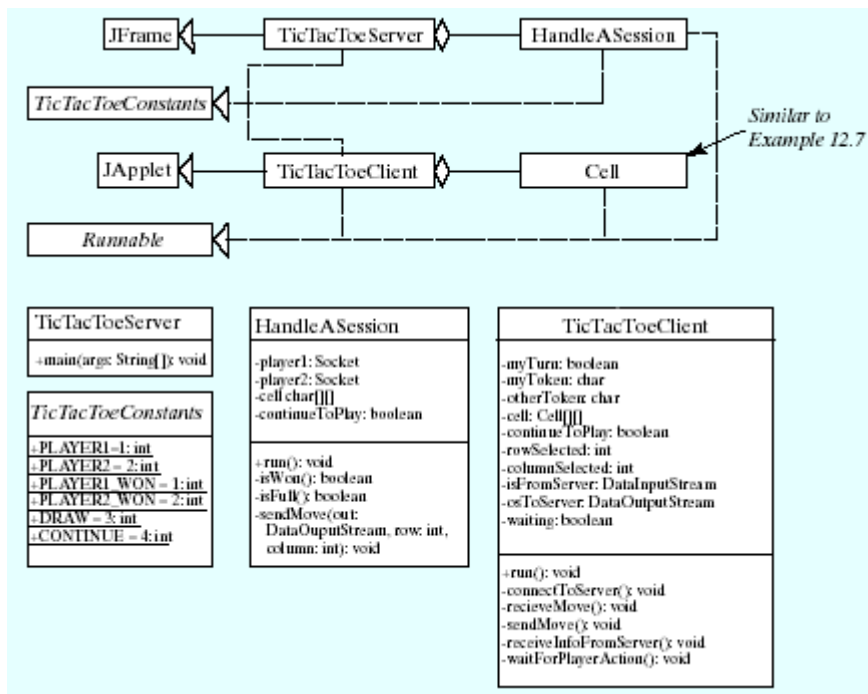 JFrame
TicTacToeServer
HandleASession
TicTacToeConstants
Similar to
Example 12.7
JApplet
TicTacToeClient
Cell
Runnable
TicTacToeServer
+main(args: String[]): void
TicTacToeConstants
+PLAYER1=1: int
+PLAYER2 = 2: int
+PLAYER1_WON = 1: int
+PLAYER2_WON = 2: int
+DRAW = 3: int
+CONTINUE = 4: int
HandleASession
-player1: Socket
-player2: Socket
-cell char[][]
-continueToPlay: boolean
+run(): void
-isWon(): boolean
-isFull(): boolean
-sendMove(out:
DataOuputStream, row: int,
column: int): void
TicTacToeClient
-myTurn: boolean
-myToken: char
-otherToken: char
-cell: Cell[][]
-continueToPlay: boolean
-rowSelected: int
-columnSelected: int
-isFromServer: DataInputStream
-osToServer: DataOutputStream
-waiting: boolean
+run(): void
-connectToServer(): void
-recieveMove(): void
-sendMove(): void
-receiveInfoFromServer(): void
-waitForPlayerAction(): void